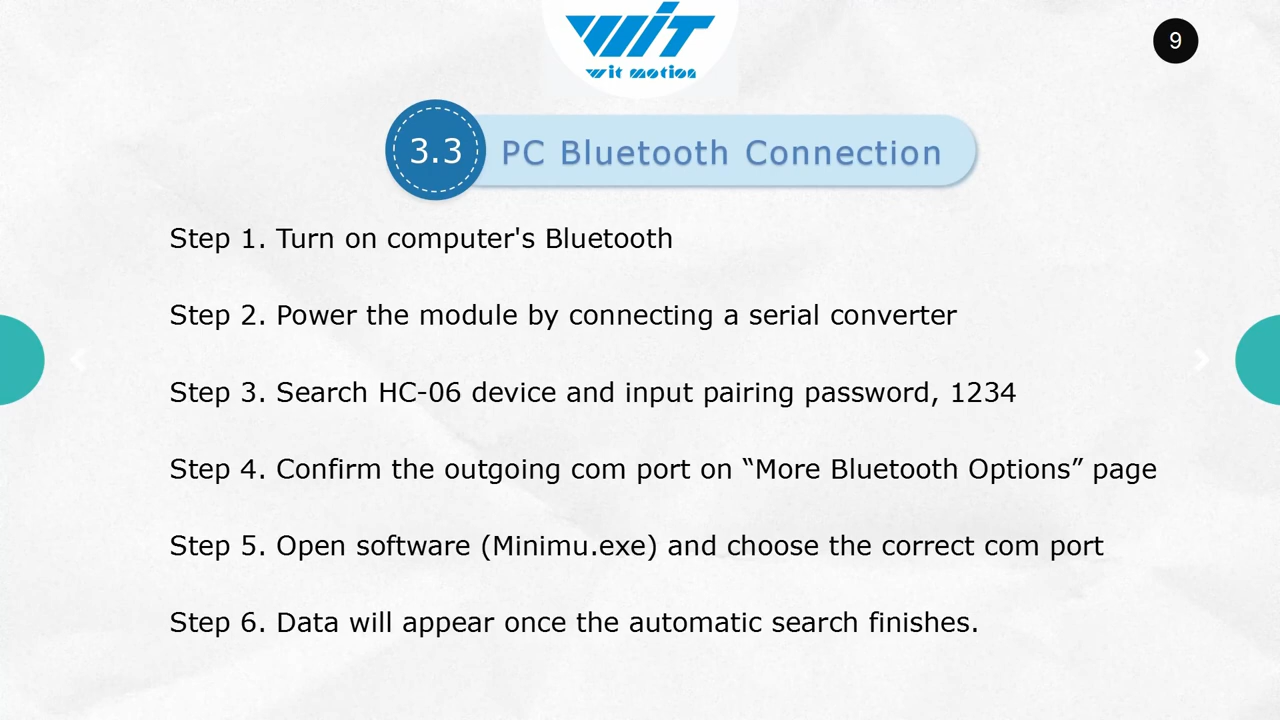 WIT
wit motion
9
3.3 PC Bluetooth Connection
Step 1. Turn on computer's Bluetooth
Step 2. Power the module by connecting a serial converter
Step 3. Search HC-06 device and input pairing password, 1234
Step 4. Confirm the outgoing com port on “More Bluetooth Options” page
Step 5. Open software (Minimu.exe) and choose the correct com port
Step 6. Data will appear once the automatic search finishes.